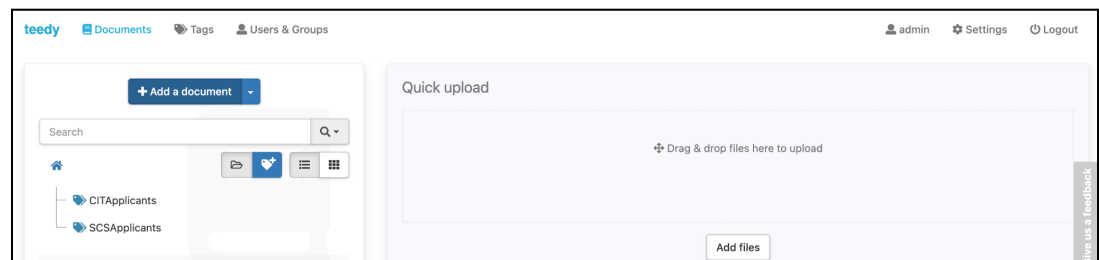 teedy Documents Tags Users & Groups admin Settings Logout
Add a document
Quick upload
Search
Drag & drop files here to upload
CITApplicants
SCSApplicants
Add files
us a feedback